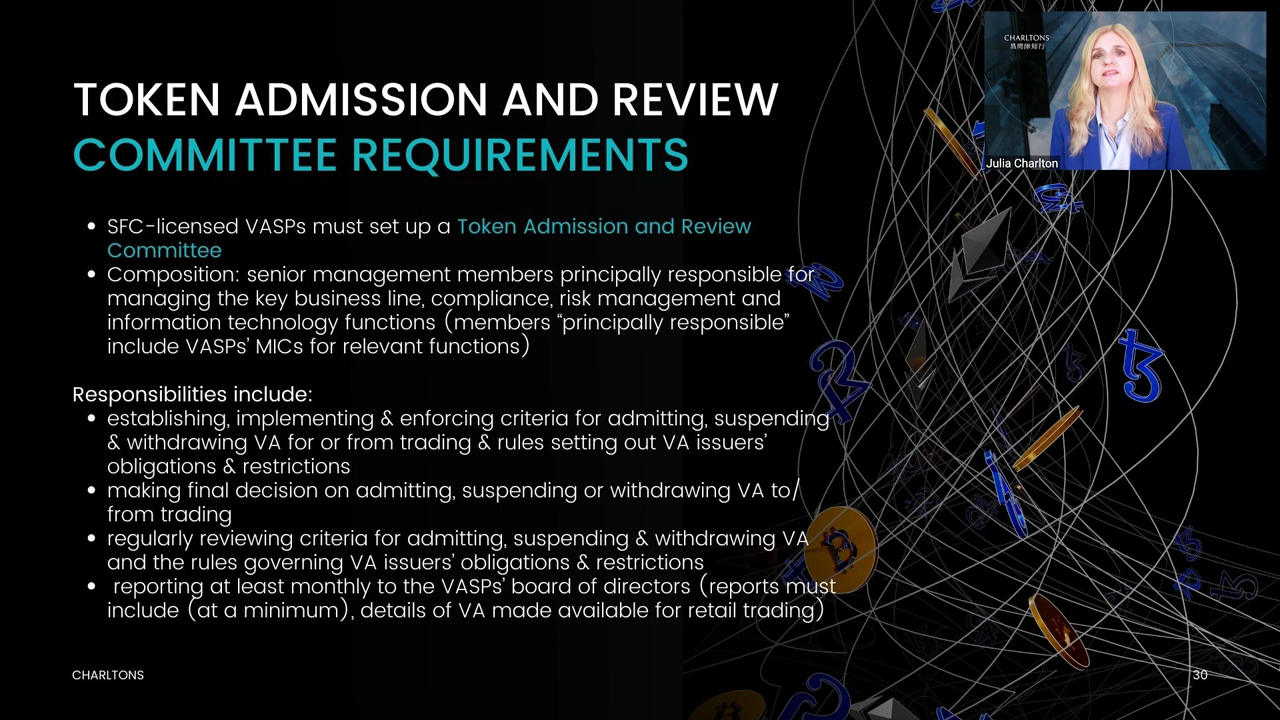 CHARLTONS
易周律師行
Julia Charlton
TOKEN ADMISSION AND REVIEW
COMMITTEE REQUIREMENTS
• SFC-licensed VASPs must set up a Token Admission and Review
Committee
• Composition: senior management members principally responsible for
managing the key business line, compliance, risk management and
information technology functions (members “principally responsible”
include VASPs’ MICs for relevant functions)
Responsibilities include:
• establishing, implementing & enforcing criteria for admitting, suspending
& withdrawing VA for or from trading & rules setting out VA issuers’
obligations & restrictions
• making final decision on admitting, suspending or withdrawing VA to/
from trading
• regularly reviewing criteria for admitting, suspending & withdrawing VA
and the rules governing VA issuers’ obligations & restrictions
• reporting at least monthly to the VASPs’ board of directors (reports must
include (at a minimum), details of VA made available for retail trading)
CHARLTONS
30